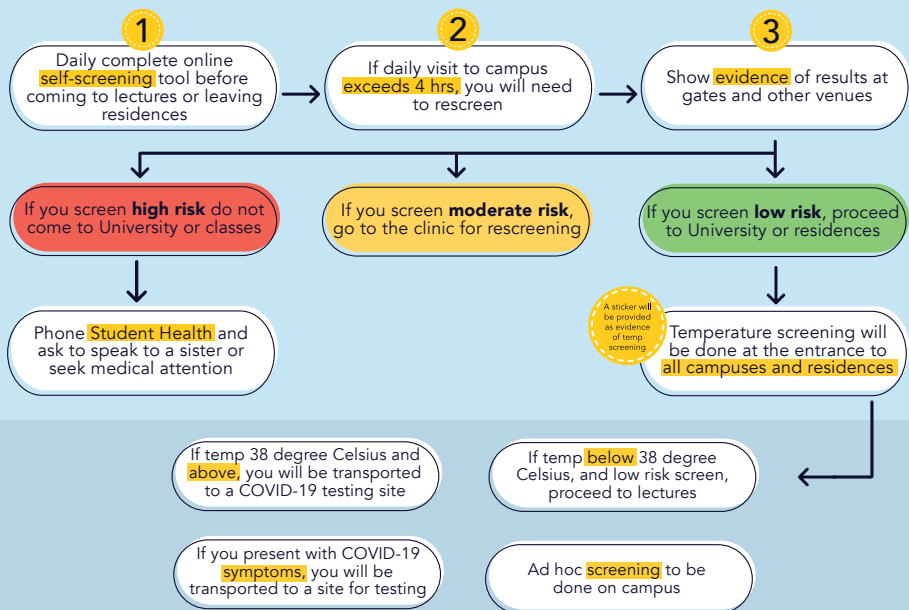 1
Daily complete online
self-screening tool before
coming to lectures or leaving
residences
2
If daily visit to campus
exceeds 4 hrs, you will need
to rescreen
3
Show evidence of results at
gates and other venues
If you screen high risk do not
come to University or classes
If you screen moderate risk,
go to the clinic for rescreening
If you screen low risk, proceed
to University or residences
Phone Student Health and
ask to speak to a sister or
seek medical attention
A sticker will
be provided
as evidence
of temp
screening
Temperature screening will
be done at the entrance to
all campuses and residences
If temp 38 degree Celsius and
above, you will be transported
to a COVID-19 testing site
If temp below 38 degree
Celsius, and low risk screen,
proceed to lectures
If you present with COVID-19
symptoms, you will be
transported to a site for testing
Ad hoc screening to be
done on campus